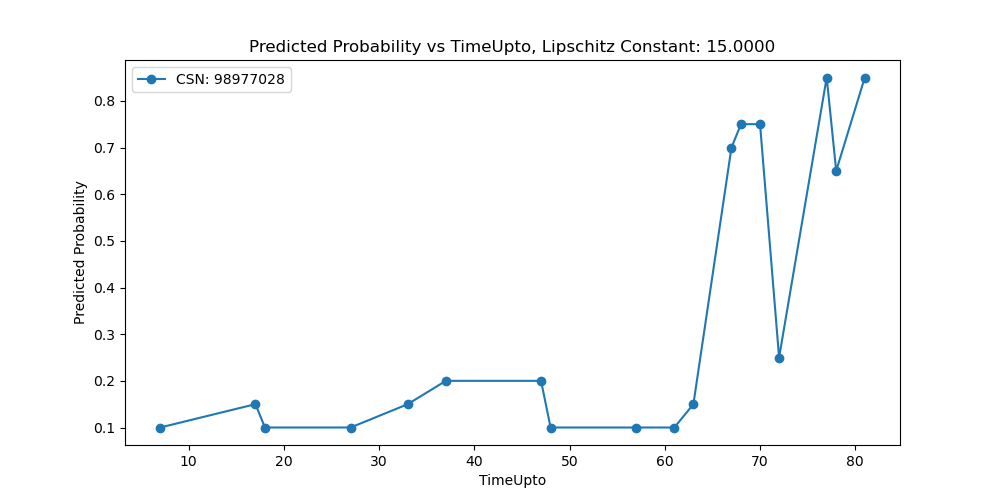 Predicted Probability vs TimeUpto, Lipschitz Constant: 15.0000
CSN: 98977028
Predicted Probability
0.8
0.7
0.6
0.5
0.4
0.3
0.2
0.1
10 20 30 40 50 60 70 80
TimeUpto